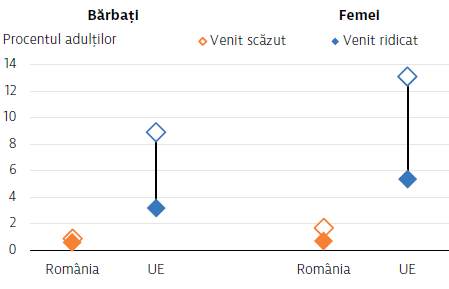 Bărbați Femei
Procentul adulților Venit scăzut Venit ridicat
14
12
10
8
6
4
2
0
România UE România UE